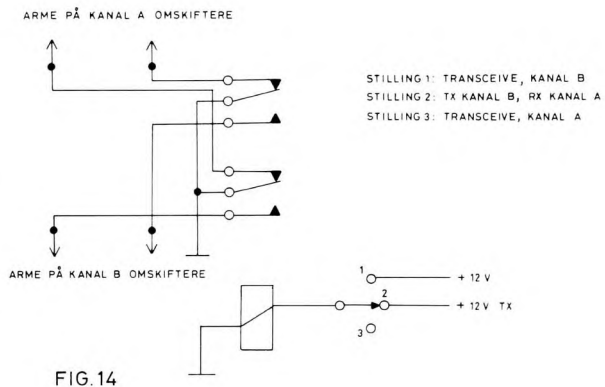 ARME PÅ KANAL A OMSKIFTERE
STILLING 1: TRANSCEIVE, KANAL B
STILLING 2: TX KANAL B, RX KANAL A
STILLING 3: TRANSCEIVE, KANAL A
ARME PÅ KANAL B OMSKIFTERE
1
+ 12 V
2
+ 12 V TX
3
FIG.14